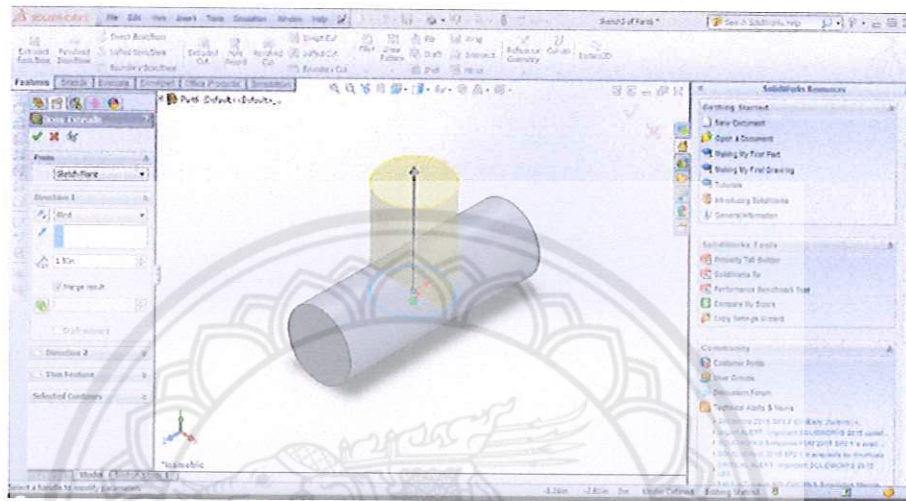 SOLIDWORKS File Edit View Insert Tools Simulation Window Help
Sketch2 of Part6 *
Search SolidWorks Help
Swept Boss/Base
Lofted Boss/Base
Boundary Boss/Base
Extruded Boss/Base
Revolved Boss/Base
Extruded Cut
Hole Wizard
Revolved Cut
Swept Cut
Lofted Cut
Boundary Cut
Fillet
Linear Pattern
Rib
Draft
Shell
Wrap
Intersect
Mirror
Reference Geometry
Curves
Instant3D
Features Sketch Evaluate DimXpert Office Products Simulation
Part6 (Default<<Default>_...
Boss-Extrude
From
Sketch Plane
Direction 1
Blind
1.50in
Merge result
Draft outward
Direction 2
Thin Feature
Selected Contours
*Isometric
Model
Select a handle to modify parameters.
Under Defined
SolidWorks Resources
Getting Started
New Document
Open a Document
Making My First Part
Making My First Drawing
Tutorials
Introducing SolidWorks
General Information
SolidWorks Tools
Property Tab Builder
SolidWorks Rx
Performance Benchmark Test
Compare My Score
Copy Settings Wizard
Community
Customer Portal
User Groups
Discussion Forum
Technical Alerts & News